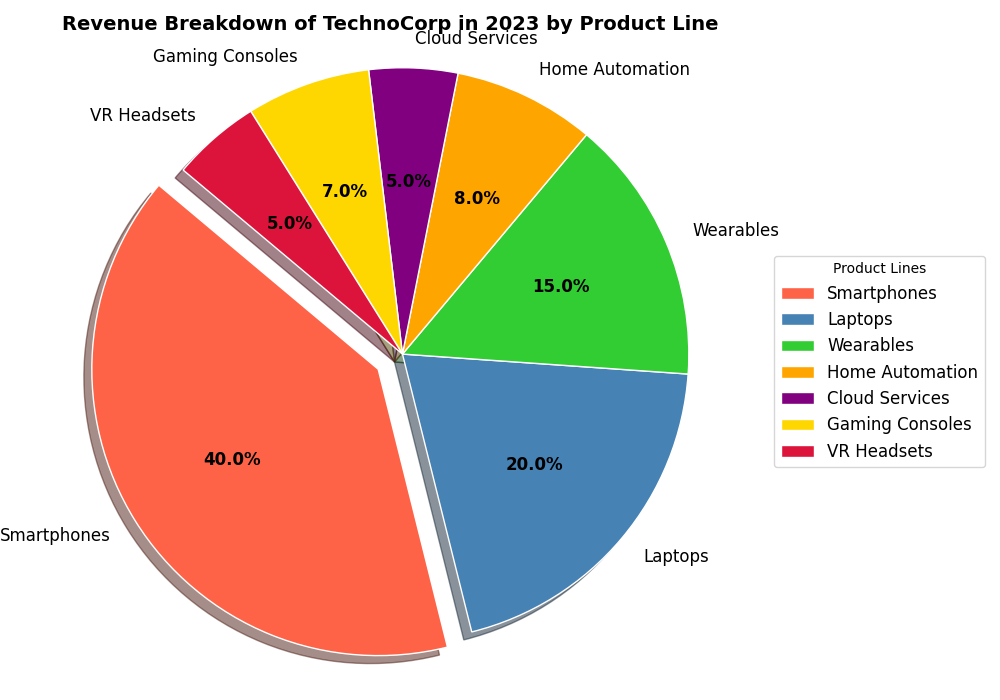 Revenue Breakdown of TechnoCorp in 2023 by Product Line
Cloud Services
Gaming Consoles
Home Automation
VR Headsets
5.0%
7.0%
8.0%
5.0%
Wearables
15.0%
Product Lines
Smartphones
Laptops
Wearables
Home Automation
Cloud Services
Gaming Consoles
VR Headsets
40.0%
20.0%
Smartphones
Laptops